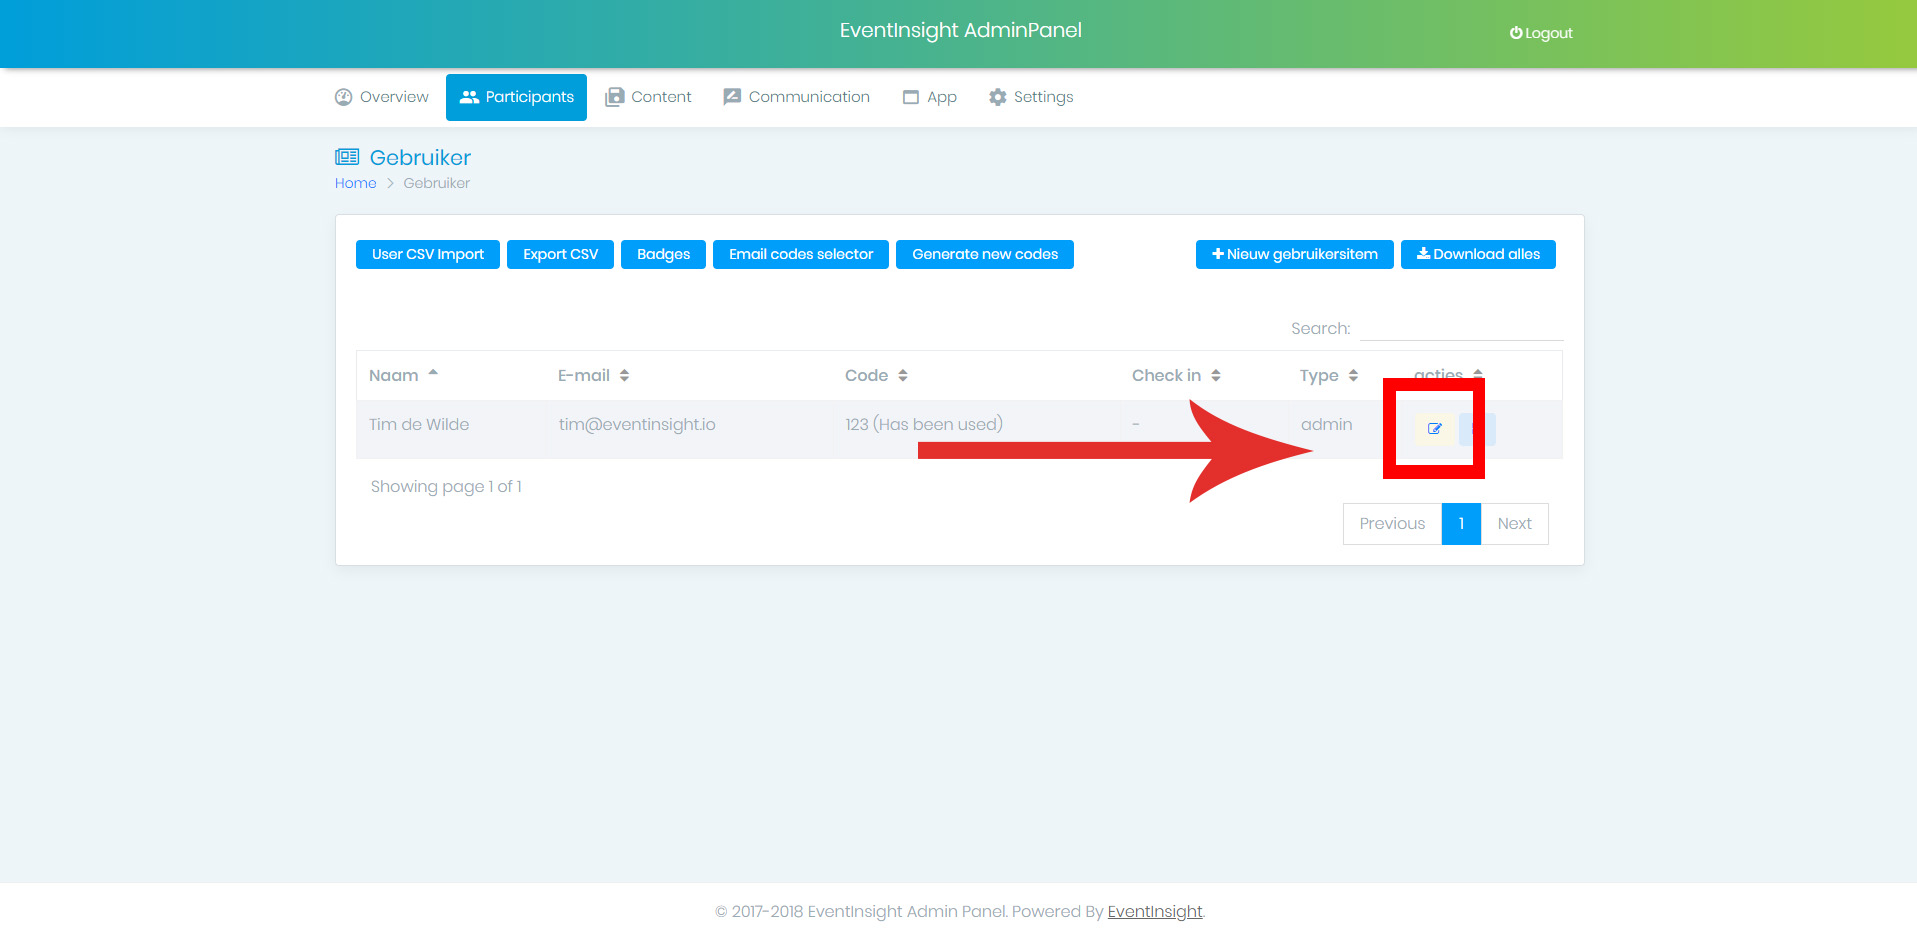 EventInsight AdminPanel
Logout
Overview Participants Content Communication App Settings
Gebruiker
Home > Gebruiker
User CSV Import Export CSV Badges Email codes selector Generate new codes Nieuw gebruikersitem Download alles
Search:
Naam E-mail Code Check in Type acties
Tim de Wilde tim@eventinsight.io 123 (Has been used) - admin
Showing page 1 of 1
Previous 1 Next
© 2017-2018 EventInsight Admin Panel. Powered By EventInsight.